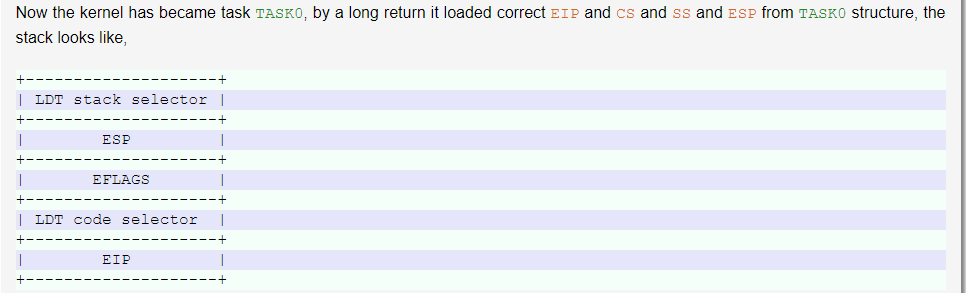 Now the kernel has became task TASK0, by a long return it loaded correct EIP and CS and SS and ESP from TASK0 structure, the
stack looks like,
+--------------------+
| LDT stack selector |
+--------------------+
|        ESP         |
+--------------------+
|       EFLAGS       |
+--------------------+
| LDT code selector  |
+--------------------+
|        EIP         |
+--------------------+